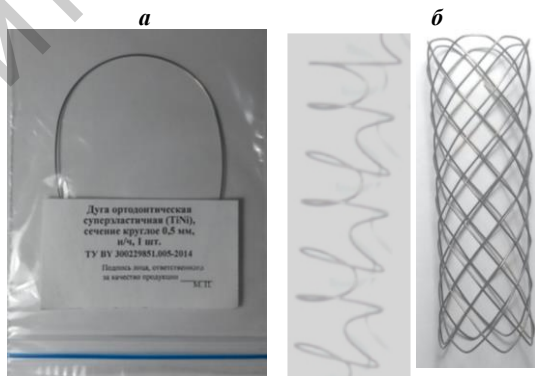 а
б
Дуга ортодонтическая
суперэластичная (TiNi),
сечение круглое 0,5 мм,
н/ч, 1 шт.
ТУ BY 300229851.005-2014
Подпись лица, ответственного
за качество продукции
М.П.